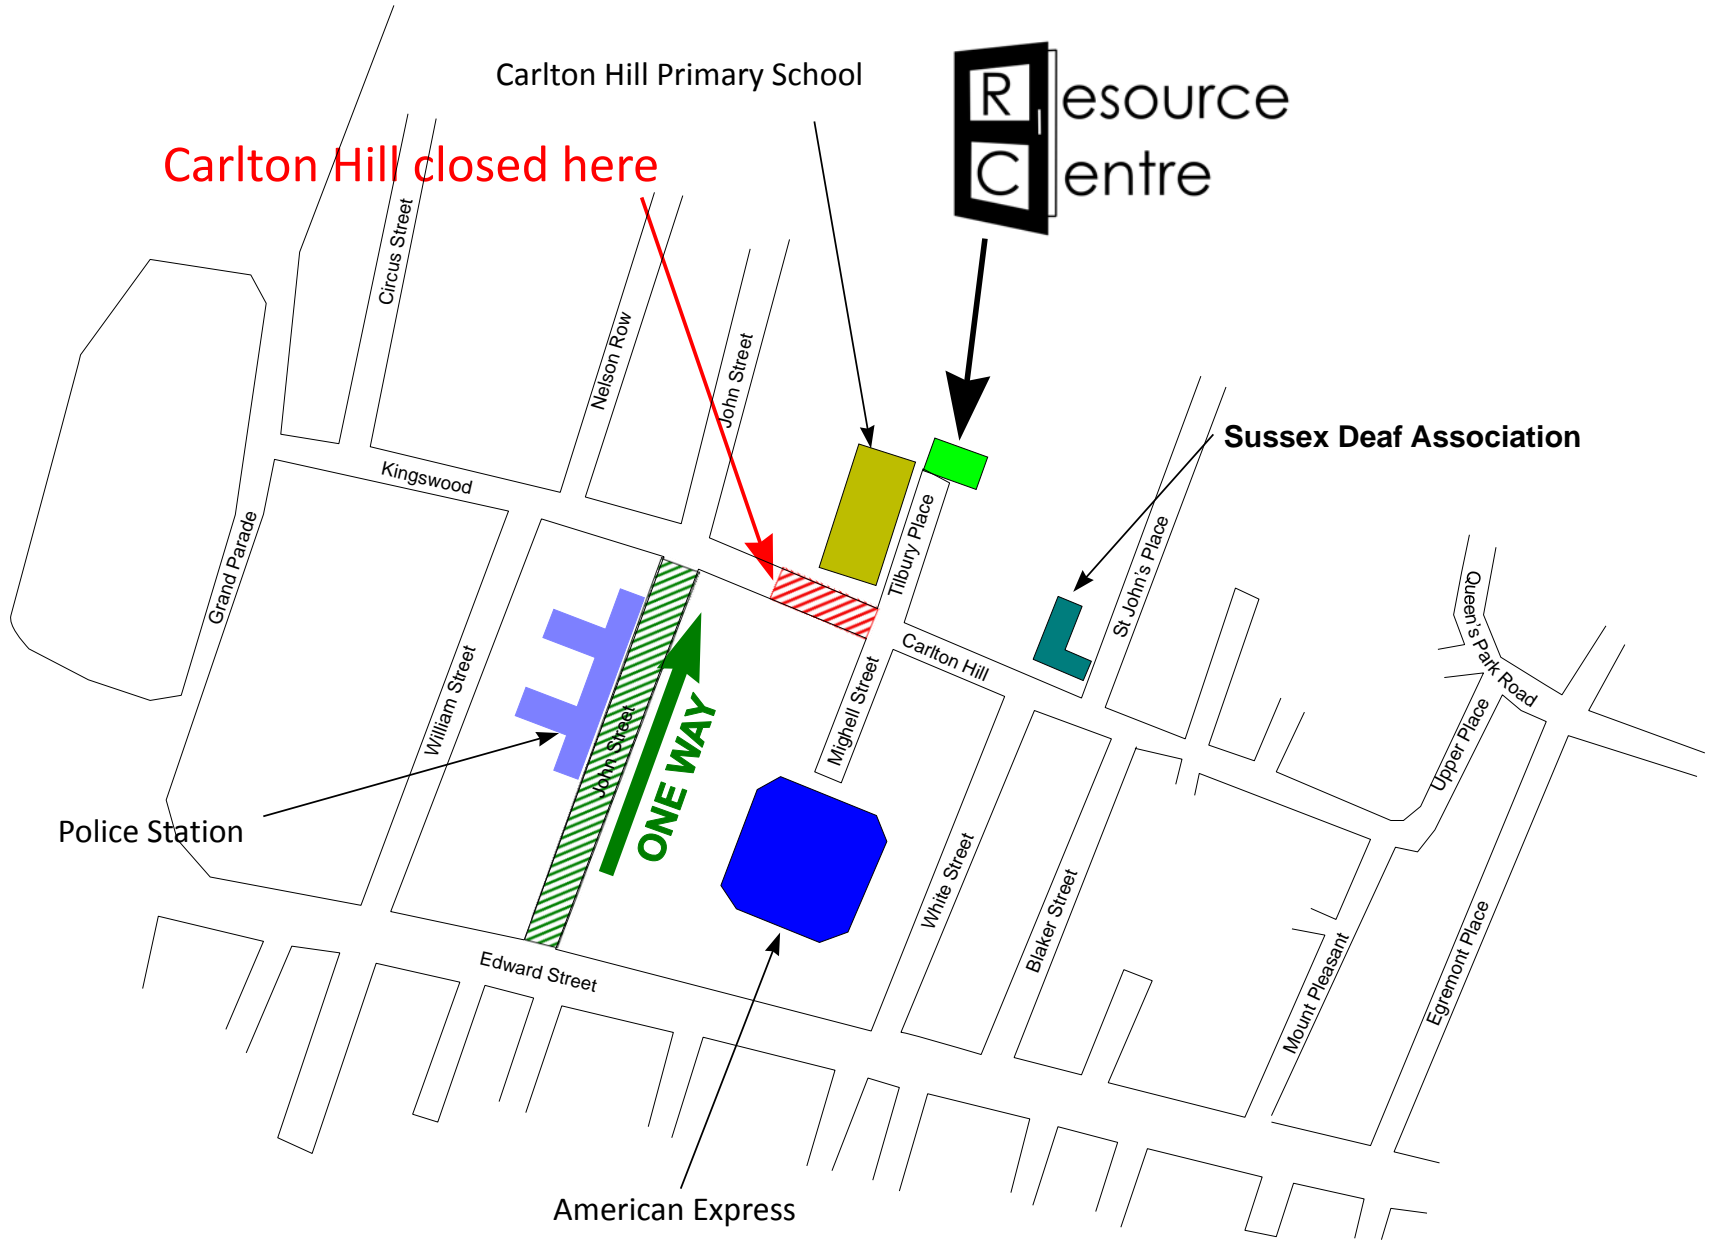 Carlton Hill Primary School
Resource
Centre
Carlton Hill closed here
Circus Street
Nelson Row
John Street
Sussex Deaf Association
Kingswood
Tilbury Place
Grand Parade
St John's Place
Queen's Park Road
Carlton Hill
William Street
Mighell Street
John Street
ONE WAY
Upper Place
Police Station
White Street
Blaker Street
Edward Street
Mount Pleasant
Egremont Place
American Express